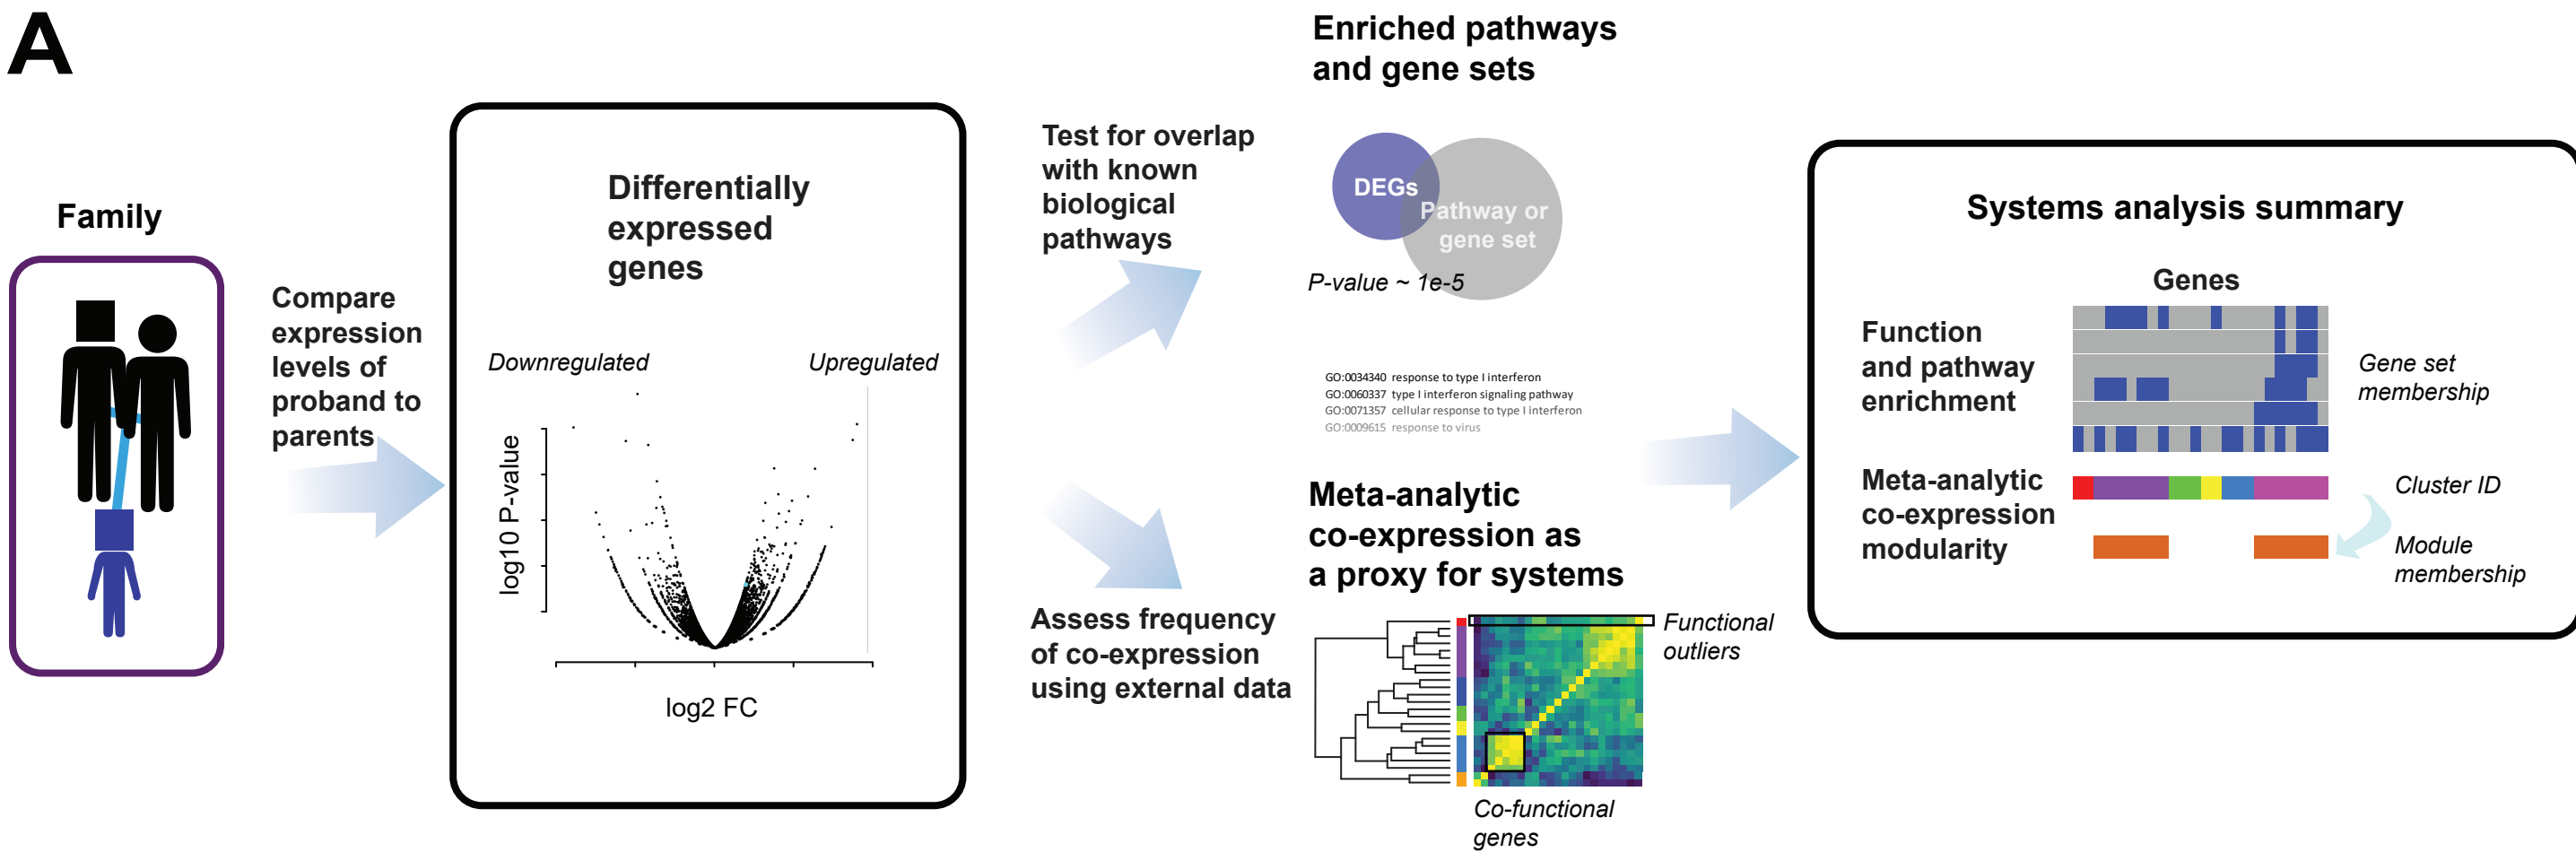 A
Family
Compare
expression
levels of
proband to
parents
Differentially
expressed
genes
Downregulated
Upregulated
log10 P-value
log2 FC
Test for overlap
with known
biological
pathways
Assess frequency
of co-expression
using external data
Enriched pathways
and gene sets
DEGs
Pathway or
gene set
P-value ~ 1e-5
GO:0034340 response to type I interferon
GO:0060337 type I interferon signaling pathway
GO:0071357 cellular response to type I interferon
GO:0009615 response to virus
Meta-analytic
co-expression as
a proxy for systems
Functional
outliers
Co-functional
genes
Systems analysis summary
Genes
Function
and pathway
enrichment
Gene set
membership
Meta-analytic
co-expression
modularity
Cluster ID
Module
membership